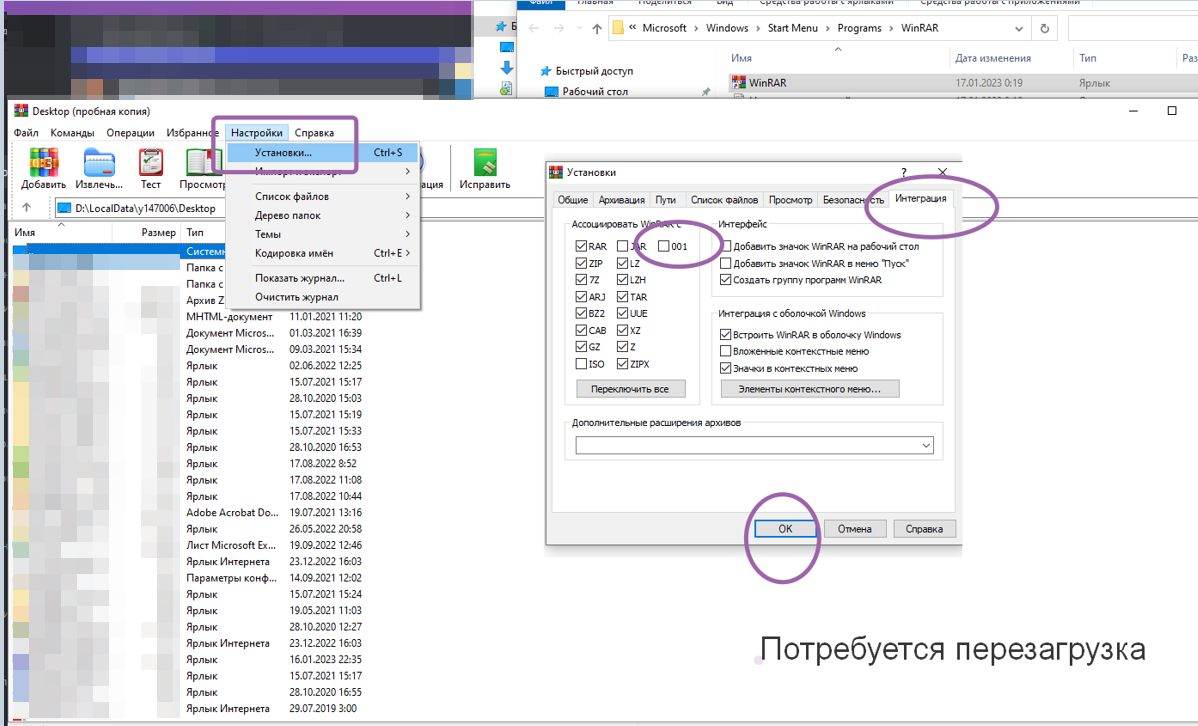 Файл Главная Поделиться Вид Средства работы с ярлыками Средства работы с приложениями
« Microsoft > Windows > Start Menu > Programs > WinRAR
Быстрый доступ
Рабочий стол
Имя Дата изменения Тип
WinRAR 17.01.2023 0:19 Ярлык
Desktop (пробная копия)
Файл Команды Операции Избранное Настройки Справка
Добавить Извлечь... Тест Исправить
D:\LocalData\y147006\Desktop
Установки... Ctrl+S
Импорт и экспорт
Список файлов
Дерево папок
Темы
Кодировка имён Ctrl+E
Показать журнал... Ctrl+L
Очистить журнал
Имя Размер Тип
..
MHTML-документ 11.01.2021 11:20
Документ Micros... 01.03.2021 16:39
Документ Micros... 09.03.2021 15:34
Ярлык 02.06.2022 12:25
Ярлык 15.07.2021 15:17
Ярлык 28.10.2020 15:03
Ярлык 15.07.2021 15:19
Ярлык 15.07.2021 15:33
Ярлык 28.10.2020 16:53
Ярлык 17.08.2022 8:52
Ярлык 17.08.2022 11:08
Ярлык 17.08.2022 10:44
Adobe Acrobat Do... 19.07.2021 13:16
Ярлык 26.05.2022 20:58
Лист Microsoft Ex... 19.09.2022 12:46
Ярлык Интернета 23.12.2022 16:03
Параметры конф... 14.09.2021 12:02
Ярлык 15.07.2021 15:24
Ярлык 19.05.2021 11:03
Ярлык 28.10.2020 12:27
Ярлык Интернета 23.12.2022 16:03
Ярлык 16.01.2023 22:35
Ярлык 15.07.2021 15:17
Ярлык 28.10.2020 16:55
Ярлык Интернета 29.07.2019 3:00
Установки ?
Общие Архивация Пути Список файлов Просмотр Безопасность Интеграция
Ассоциировать WinRAR с
RAR JAR 001
ZIP LZ
7Z LZH
ARJ TAR
BZ2 UUE
CAB XZ
GZ Z
ISO ZIPX
Переключить все
Интерфейс
Добавить значок WinRAR на рабочий стол
Добавить значок WinRAR в меню "Пуск"
Создать группу программ WinRAR
Интеграция с оболочкой Windows
Встроить WinRAR в оболочку Windows
Вложенные контекстные меню
Значки в контекстных меню
Элементы контекстного меню...
Дополнительные расширения архивов
OK Отмена Справка
Потребуется перезагрузка